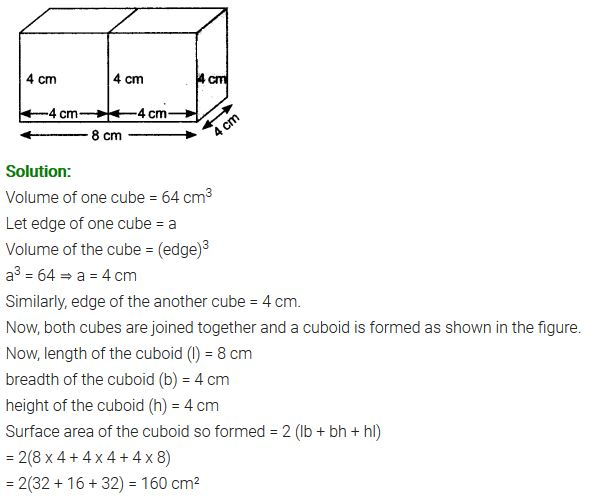 4 cm 4 cm 4 cm
4 cm 4 cm
8 cm 4 cm
Solution:
Volume of one cube = 64 cm³
Let edge of one cube = a
Volume of the cube = (edge)³
a³ = 64 ⇒ a = 4 cm
Similarly, edge of the another cube = 4 cm.
Now, both cubes are joined together and a cuboid is formed as shown in the figure.
Now, length of the cuboid (l) = 8 cm
breadth of the cuboid (b) = 4 cm
height of the cuboid (h) = 4 cm
Surface area of the cuboid so formed = 2 (lb + bh + hl)
= 2(8 x 4 + 4 x 4 + 4 x 8)
= 2(32 + 16 + 32) = 160 cm²